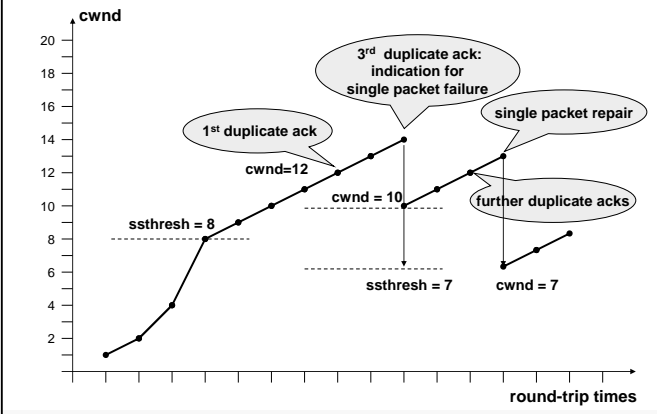 cwnd
20
18
16
14
12
10
8
6
4
2
3rd duplicate ack:
indication for
single packet failure
single packet repair
1st duplicate ack
cwnd=12
cwnd = 10
further duplicate acks
ssthresh = 8
ssthresh = 7
cwnd = 7
round-trip times